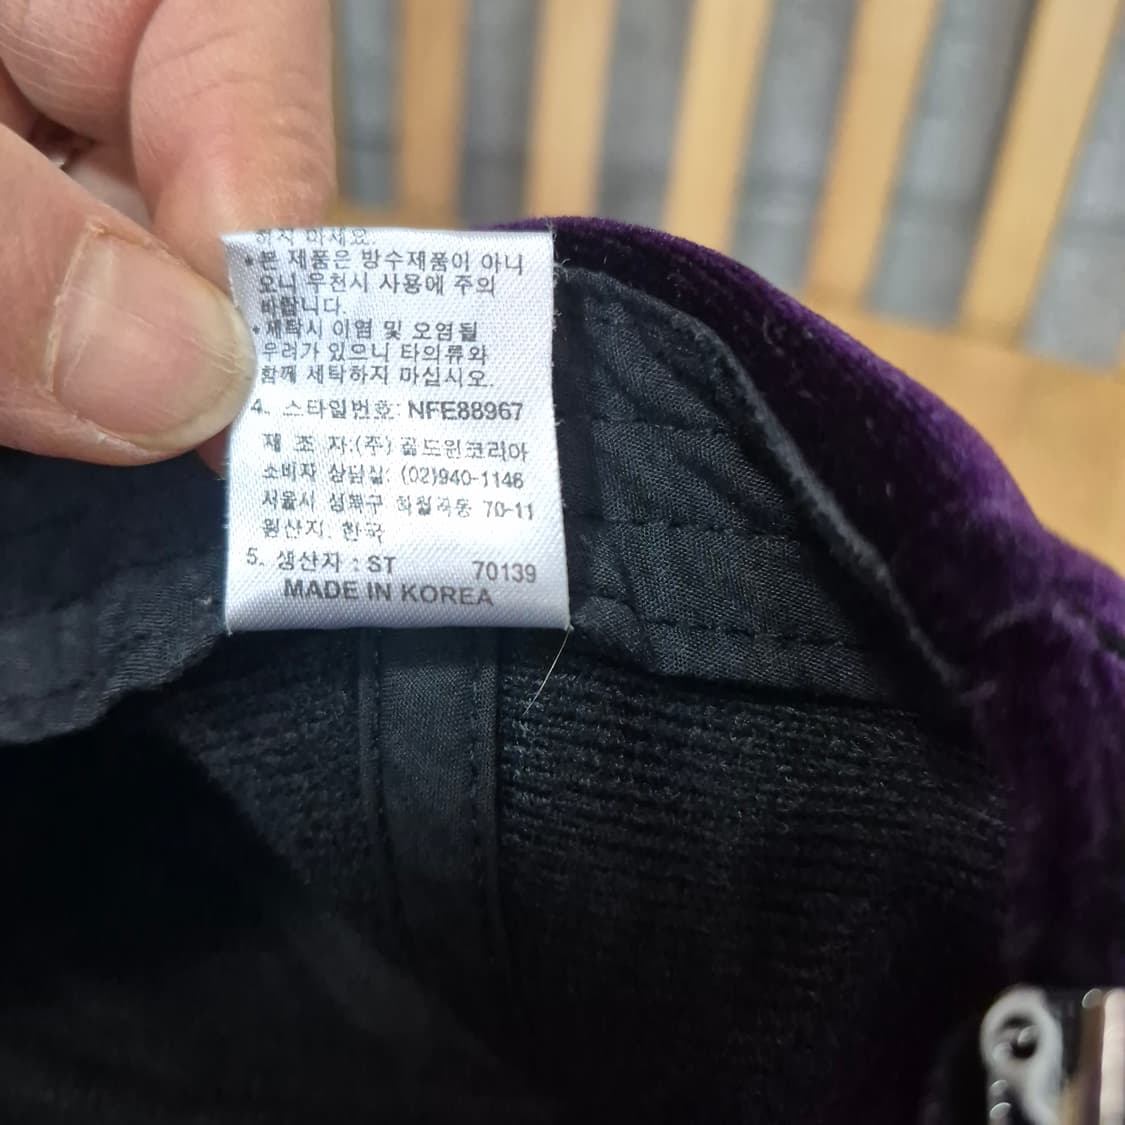 하지 마세요.
• 본 제품은 방수제품이 아니
오니 우천시 사용에 주의
바랍니다.
• 세탁시 이염 및 오염될
우려가 있으니 타의류와
함께 세탁하지 마십시오.
4. 스타일번호: NFE88967
제 조 자:(주) 골드윈코리아
소비자 상담실: (02)940-1146
서울시 성북구 하월곡동 70-11
원산지: 한국
5. 생산자 : ST 70139
MADE IN KOREA